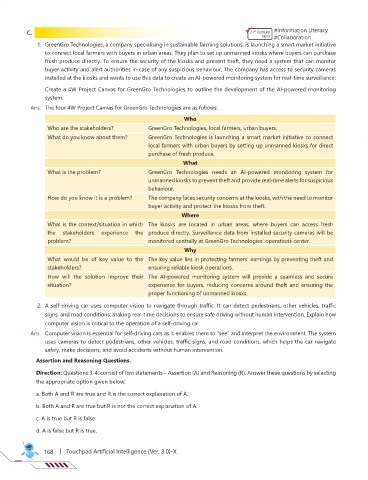 C.
21st Century Skills
#Information Literacy
#Collaboration
1. GreenGro Technologies, a company specialising in sustainable farming solutions, is launching a smart market initiative
to connect local farmers with buyers in urban areas. They plan to set up unmanned kiosks where buyers can purchase
fresh produce directly. To ensure the security of the kiosks and prevent theft, they need a system that can monitor
buyer activity and alert authorities in case of any suspicious behaviour. The company has access to security cameras
installed at the kiosks and wants to use this data to create an AI-powered monitoring system for real-time surveillance.
Create a 4W Project Canvas for GreenGro Technologies to outline the development of the AI-powered monitoring
system.
Ans. The four 4W Project Canvas for GreenGro Technologies are as follows:
Who
Who are the stakeholders? GreenGro Technologies, local farmers, urban buyers.
What do you know about them? GreenGro Technologies is launching a smart market initiative to connect
local farmers with urban buyers by setting up unmanned kiosks for direct
purchase of fresh produce.
What
What is the problem? GreenGro Technologies needs an AI-powered monitoring system for
unmanned kiosks to prevent theft and provide real-time alerts for suspicious
behaviour.
How do you know it is a problem? The company faces security concerns at the kiosks, with the need to monitor
buyer activity and protect the kiosks from theft.
Where
What is the context/situation in which The kiosks are located in urban areas, where buyers can access fresh
the stakeholders experience the produce directly. Surveillance data from installed security cameras will be
problem? monitored centrally at GreenGro Technologies' operations center.
Why
What would be of key value to the The key value lies in protecting farmers' earnings by preventing theft and
stakeholders? ensuring reliable kiosk operations.
How will the solution improve their The AI-powered monitoring system will provide a seamless and secure
situation? experience for buyers, reducing concerns around theft and ensuring the
proper functioning of unmanned kiosks.
2. A self-driving car uses computer vision to navigate through traffic. It can detect pedestrians, other vehicles, traffic
signs, and road conditions, making real-time decisions to ensure safe driving without human intervention. Explain how
computer vision is critical to the operation of a self-driving car.
Ans. Computer vision is essential for self-driving cars as it enables them to "see" and interpret the environment. The system
uses cameras to detect pedestrians, other vehicles, traffic signs, and road conditions, which helps the car navigate
safely, make decisions, and avoid accidents without human intervention.
Assertion and Reasoning Questions.
Direction: Questions 3-4, consist of two statements – Assertion (A) and Reasoning (R). Answer these questions by selecting
the appropriate option given below:
a. Both A and R are true and R is the correct explanation of A.
b. Both A and R are true but R is not the correct explanation of A.
c. A is true but R is false.
d. A is false but R is true.
168 | Touchpad Artificial Intelligence (Ver. 3.0)-X